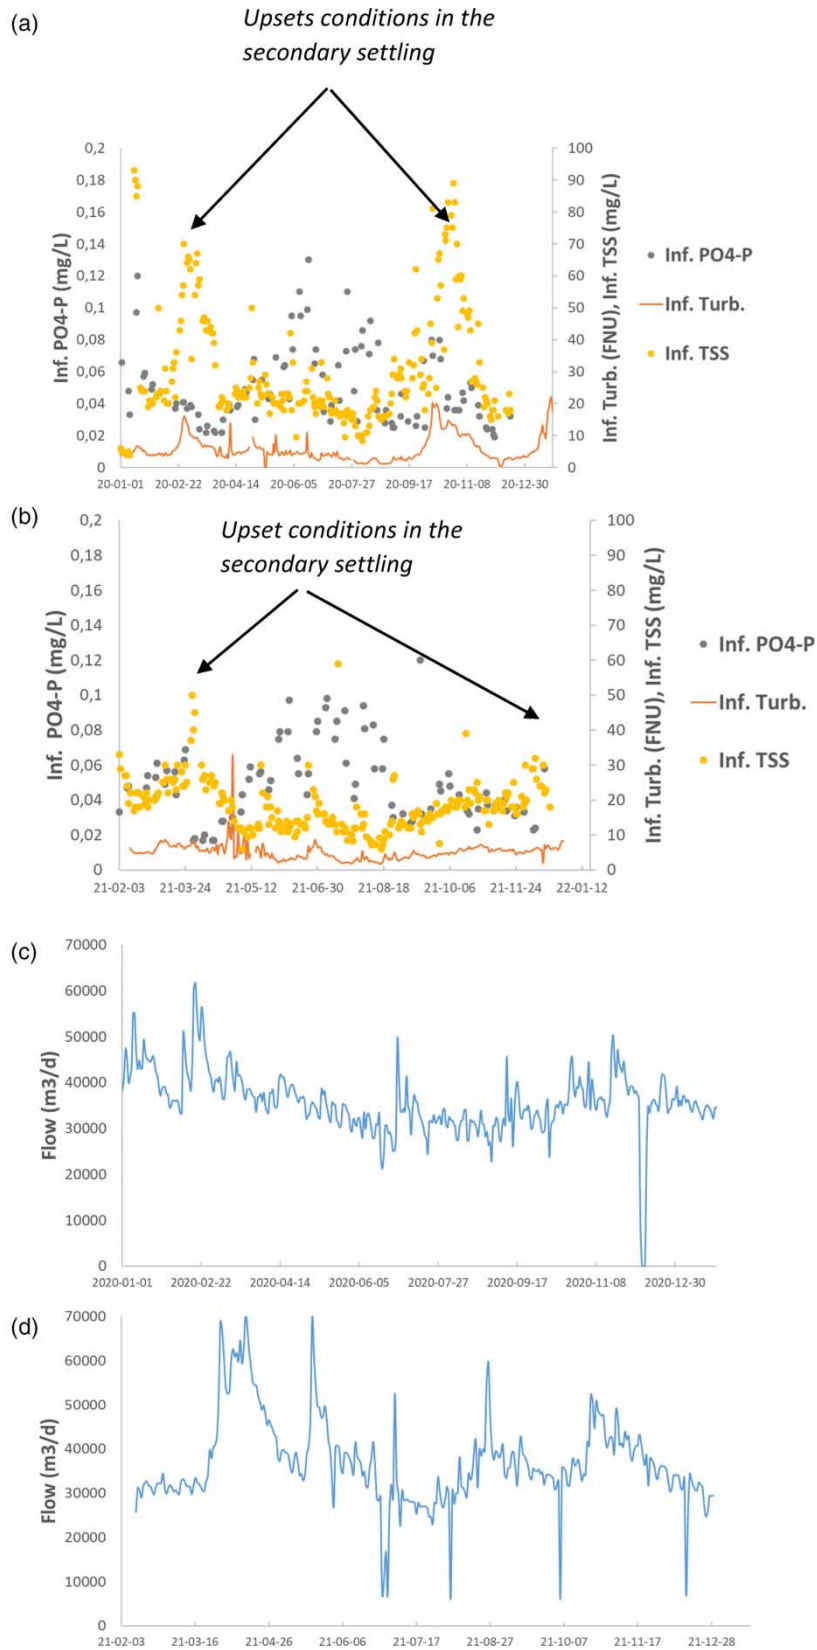 (a)
Upsets conditions in the
secondary settling
0,2
0,18
0,16
0,14
0,12
0,1
0,08
0,06
0,04
0,02
0
Inf. PO4-P (mg/L)
100
90
80
70
60
50
40
30
20
10
0
Inf. Turb. (FNU), Inf. TSS (mg/L)
Inf. PO4-P
Inf. Turb.
Inf. TSS
20-01-01 20-02-22 20-04-14 20-06-05 20-07-27 20-09-17 20-11-08 20-12-30
(b)
Upset conditions in the
secondary settling
0,2
0,18
0,16
0,14
0,12
0,1
0,08
0,06
0,04
0,02
0
Inf. PO4-P (mg/L)
100
90
80
70
60
50
40
30
20
10
0
Inf. Turb. (FNU), Inf. TSS (mg/L)
Inf. PO4-P
Inf. Turb.
Inf. TSS
21-02-03 21-03-24 21-05-12 21-06-30 21-08-18 21-10-06 21-11-24 22-01-12
(c)
70000
60000
50000
40000
30000
20000
10000
0
Flow (m3/d)
2020-01-01 2020-02-22 2020-04-14 2020-06-05 2020-07-27 2020-09-17 2020-11-08 2020-12-30
(d)
70000
60000
50000
40000
30000
20000
10000
0
Flow (m3/d)
21-02-03 21-03-16 21-04-26 21-06-06 21-07-17 21-08-27 21-10-07 21-11-17 21-12-28